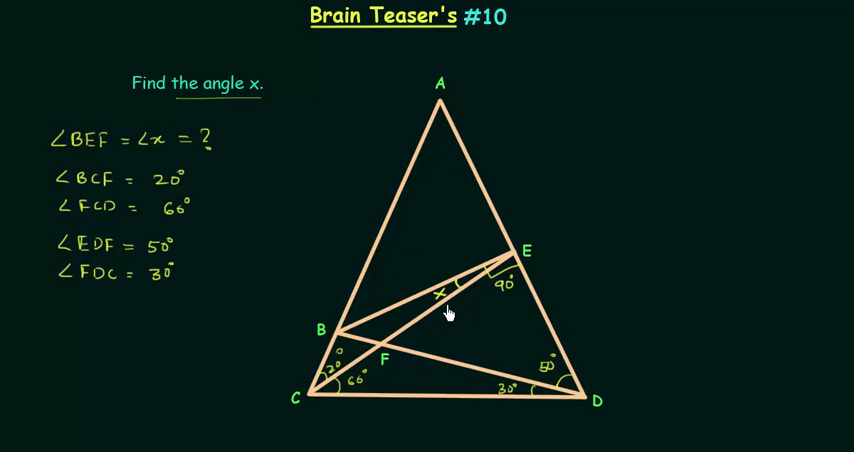 Brain Teaser's #10
Find the angle x.
∠BEF = ∠x = ?
∠BCF = 20°
∠FCD = 60°
∠EDF = 50°
∠FDC = 30°
A
E
90°
x
B
F
20°
60°
50°
30°
C
D